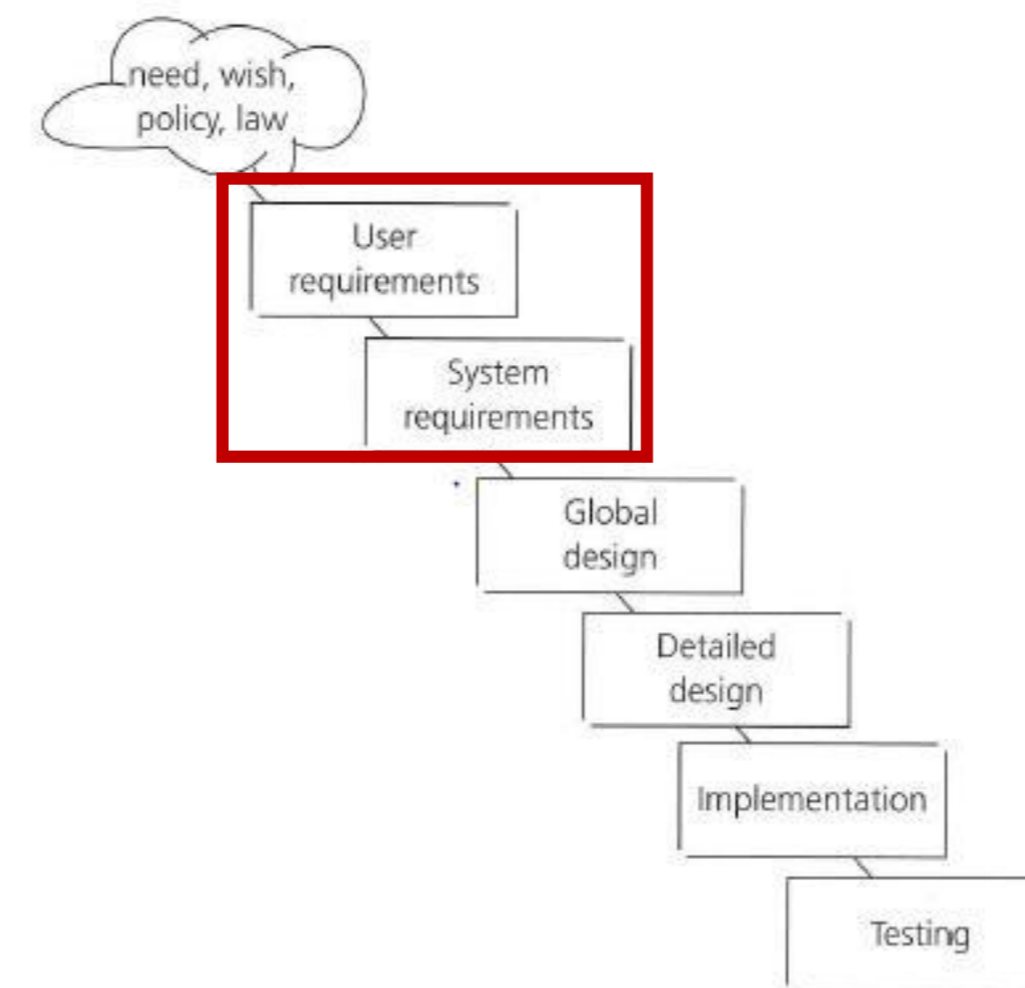 need, wish,
policy, law
User
requirements
System
requirements
Global
design
Detailed
design
Implementation
Testing